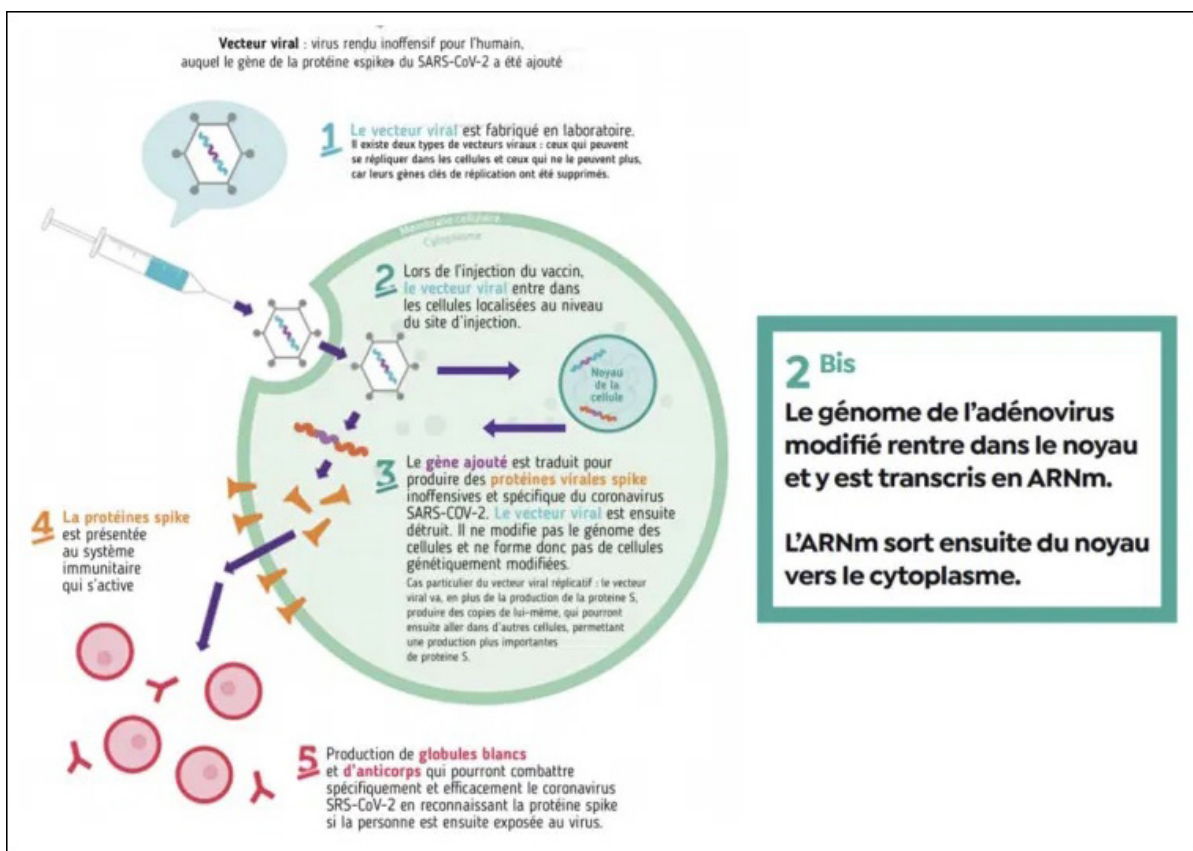 Vecteur viral : virus rendu inoffensif pour l'humain,
auquel le gène de la protéine «spike» du SARS-CoV-2 a été ajouté
1 Le vecteur viral est fabriqué en laboratoire.
Il existe deux types de vecteurs viraux : ceux qui peuvent
se répliquer dans les cellules et ceux qui ne le peuvent plus,
car leurs gènes clés de réplication ont été supprimés.
Membrane cellulaire
Cytoplasme
2 Lors de l'injection du vaccin,
le vecteur viral entre dans
les cellules localisées au niveau
du site d'injection.
Noyau
de la
cellule
3 Le gène ajouté est traduit pour
produire des protéines virales spike
inoffensives et spécifique du coronavirus
SARS-COV-2. Le vecteur viral est ensuite
détruit. Il ne modifie pas le génome des
cellules et ne forme donc pas de cellules
génétiquement modifiées.
Cas particulier du vecteur viral réplicatif : le vecteur
viral va, en plus de la production de la proteine S,
produire des copies de lui-même, qui pourront
ensuite aller dans d'autres cellules, permettant
une production plus importantes
de proteine S.
4 La protéines spike
est présentée
au système
immunitaire
qui s'active
5 Production de globules blancs
et d'anticorps qui pourront combattre
spécifiquement et efficacement le coronavirus
SRS-CoV-2 en reconnaissant la protéine spike
si la personne est ensuite exposée au virus.
2 Bis
Le génome de l'adénovirus
modifié rentre dans le noyau
et y est transcris en ARNm.
L'ARNm sort ensuite du noyau
vers le cytoplasme.